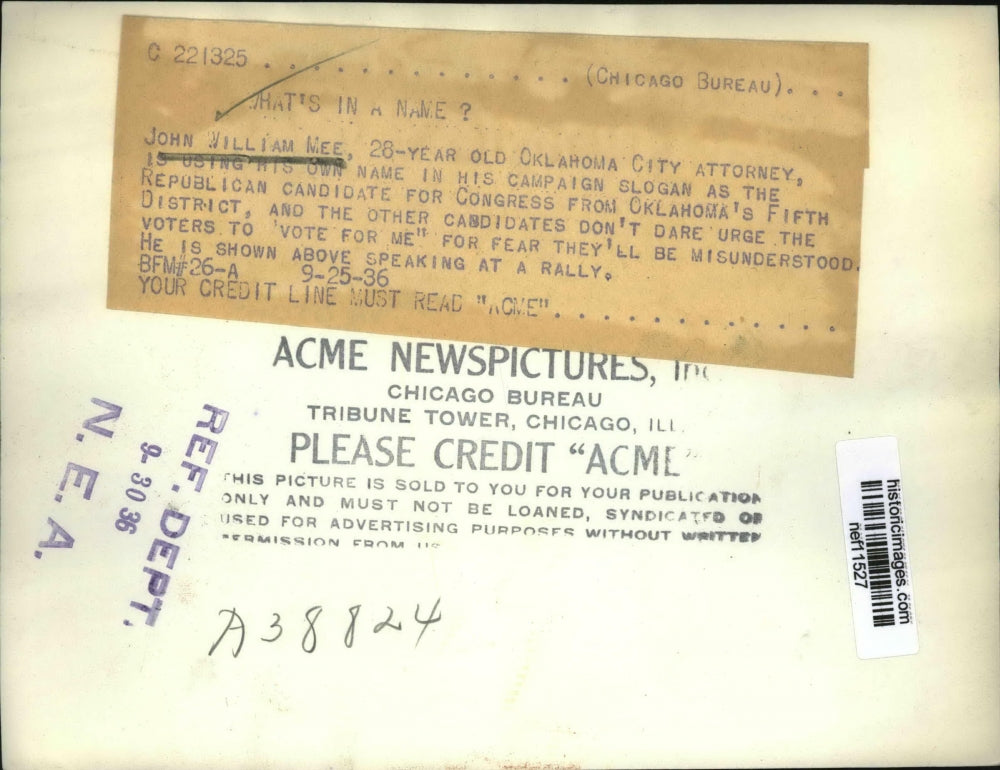 C 221325 . . . . . . . . . . . . . . (CHICAGO BUREAU). . .
WHAT'S IN A NAME ?
JOHN WILLIAM MEE, 28-YEAR OLD OKLAHOMA CITY ATTORNEY,
IS USING HIS OWN NAME IN HIS CAMPAIGN SLOGAN AS THE
REPUBLICAN CANDIDATE FOR CONGRESS FROM OKLAHOMA'S FIFTH
DISTRICT, AND THE OTHER CABDIDATES DON'T DARE URGE THE
VOTERS TO 'VOTE FOR ME" FOR FEAR THEY'LL BE MISUNDERSTOOD.
HE IS SHOWN ABOVE SPEAKING AT A RALLY.
BFM#26-A 9-25-36
YOUR CREDIT LINE MUST READ "ACME". . . . . . . . . . . . .
ACME NEWSPICTURES, Inc
CHICAGO BUREAU
TRIBUNE TOWER, CHICAGO, ILL.
PLEASE CREDIT “ACME”
THIS PICTURE IS SOLD TO YOU FOR YOUR PUBLICATION
ONLY AND MUST NOT BE LOANED, SYNDICATED OR
USED FOR ADVERTISING PURPOSES WITHOUT WRITTEN
PERMISSION FROM US
REF. DEPT.
9-30 36
N. E. A.
A38824
historicimages.com
nef11527